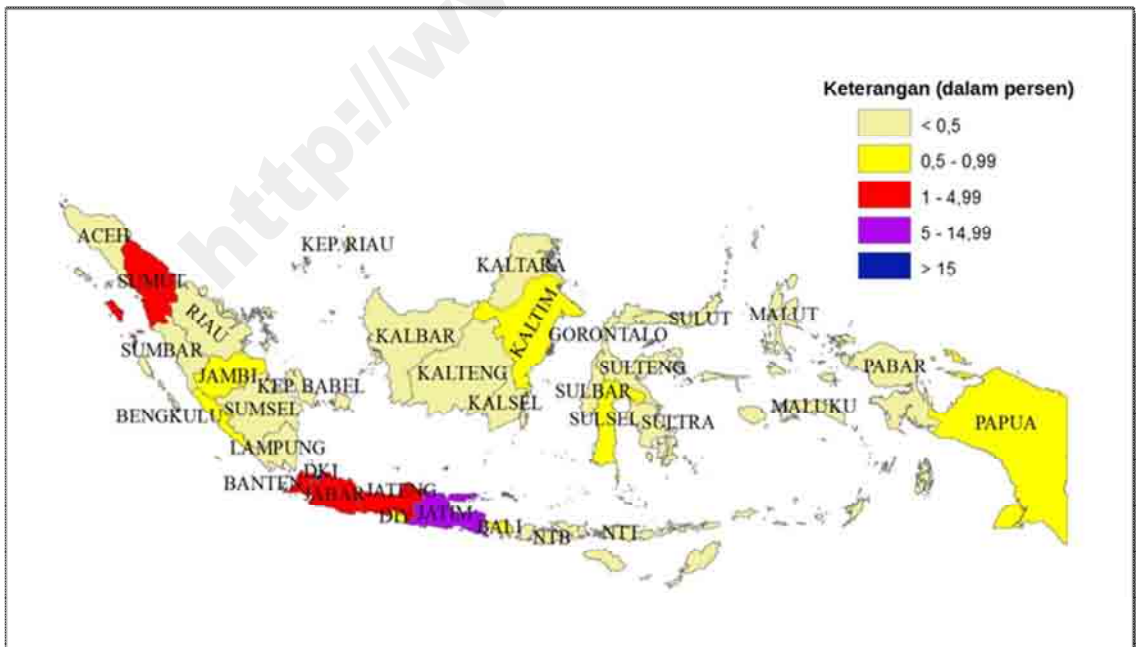 http://w
Keterangan (dalam persen)
< 0,5
0,5 - 0,99
1 - 4,99
5 - 14,99
> 15
ACEH
SUMUT
RIAU
KEP. RIAU
SUMBAR
JAMBI
KEP. BABEL
BENGKULU
SUMSEL
LAMPUNG
BANTEN
DKI
JABAR
JATENG
DIY
JATIM
BALI
NTB
NTT
KALTARA
KALBAR
KALTIM
KALTENG
KALSEL
GORONTALO
SULUT
SULTENG
SULBAR
SULSEL
SULTRA
MALUT
MALUKU
PABAR
PAPUA